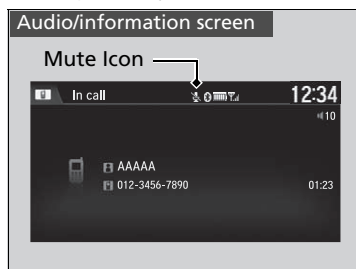 Audio/information screen
Mute Icon
In call 12:34
10
AAAAA
012-3456-7890 01:23